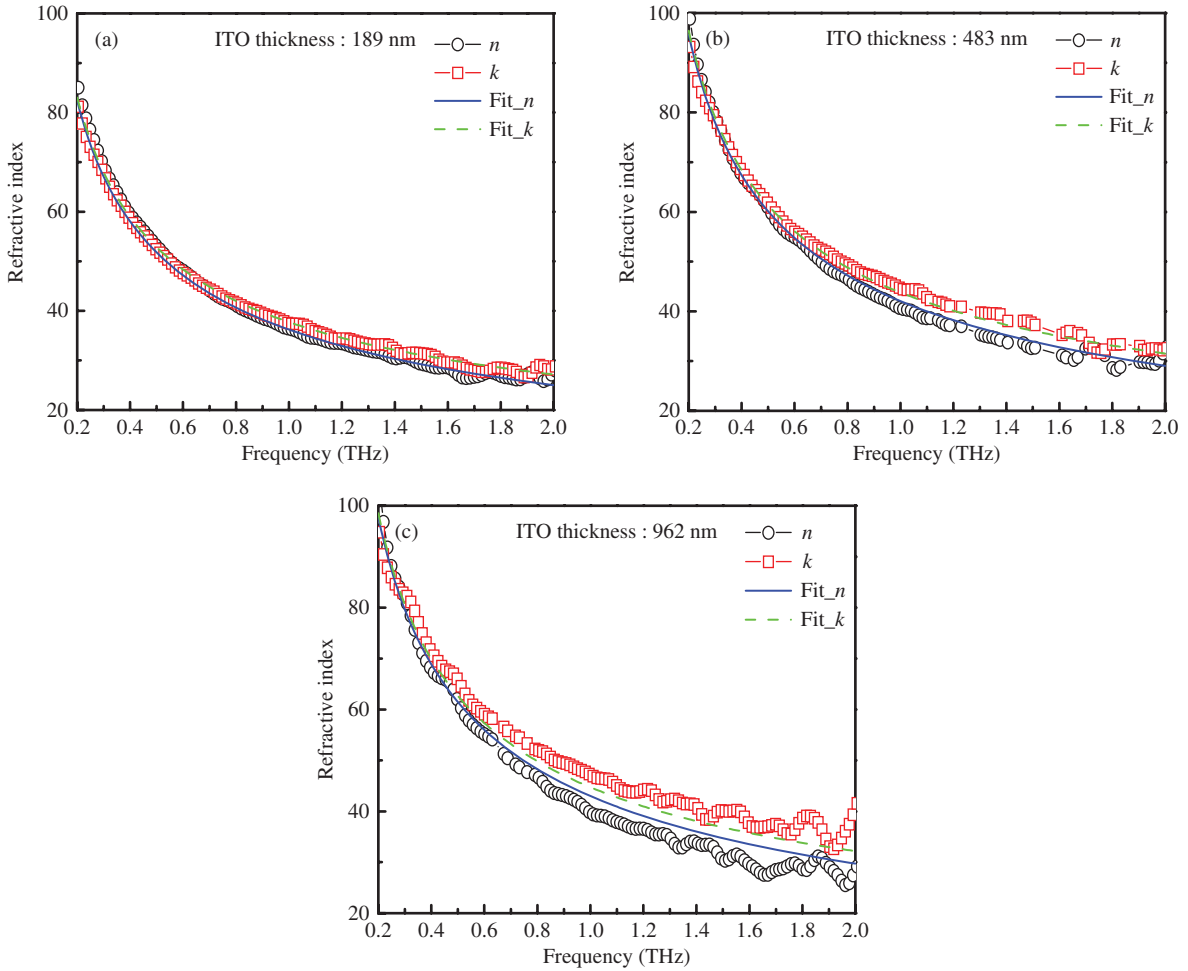 (a)
ITO thickness : 189 nm
n
k
Fit_n
Fit_k
100
80
60
40
20
0.2 0.4 0.6 0.8 1.0 1.2 1.4 1.6 1.8 2.0
Refractive index
Frequency (THz)
(b)
ITO thickness : 483 nm
n
k
Fit_n
Fit_k
100
80
60
40
20
0.2 0.4 0.6 0.8 1.0 1.2 1.4 1.6 1.8 2.0
Refractive index
Frequency (THz)
(c)
ITO thickness : 962 nm
n
k
Fit_n
Fit_k
100
80
60
40
20
0.2 0.4 0.6 0.8 1.0 1.2 1.4 1.6 1.8 2.0
Refractive index
Frequency (THz)